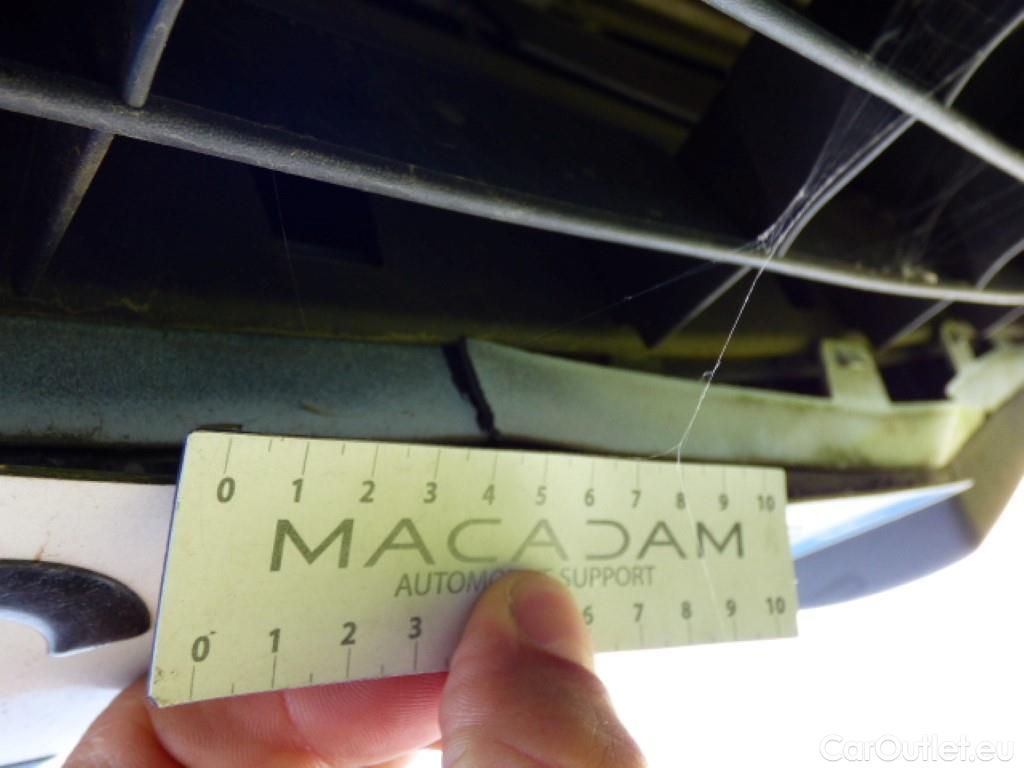 0 1 2 3 4 5 6 7 8 9 10
MACADAM
AUTOMOTIVE SUPPORT
0 1 2 3 6 7 8 9 10
CarOutlet.eu